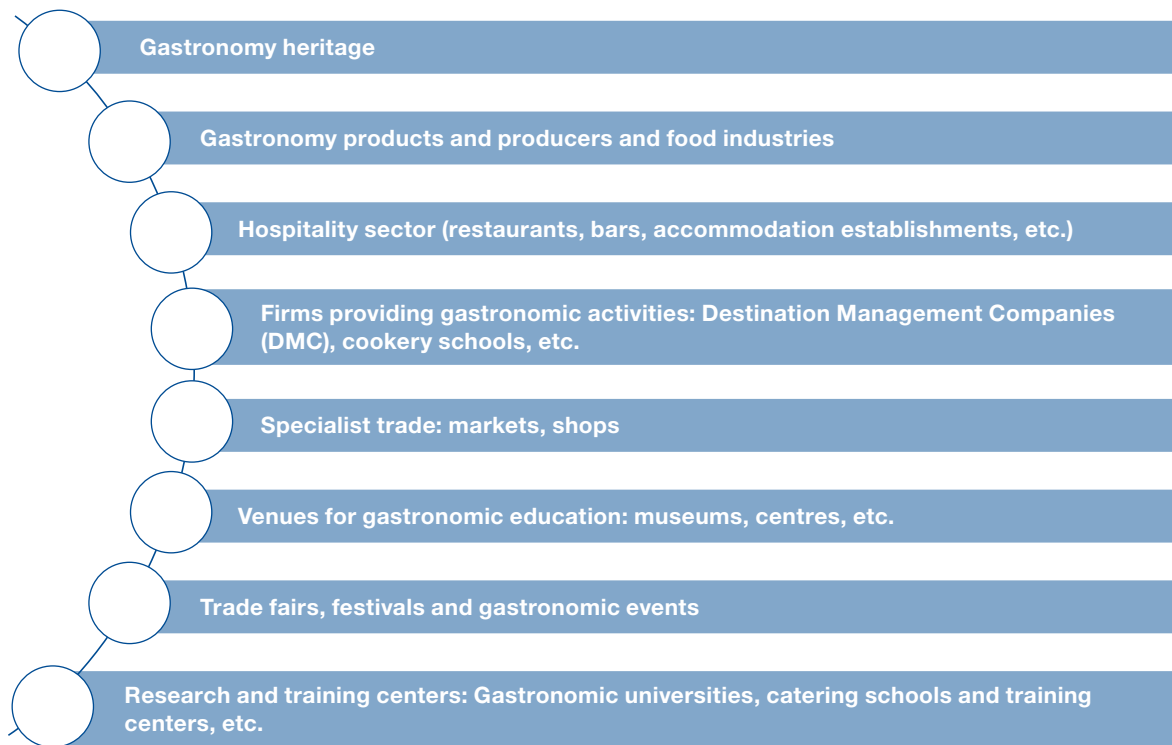 Gastronomy heritage
Gastronomy products and producers and food industries
Hospitality sector (restaurants, bars, accommodation establishments, etc.)
Firms providing gastronomic activities: Destination Management Companies
(DMC), cookery schools, etc.
Specialist trade: markets, shops
Venues for gastronomic education: museums, centres, etc.
Trade fairs, festivals and gastronomic events
Research and training centers: Gastronomic universities, catering schools and training
centers, etc.